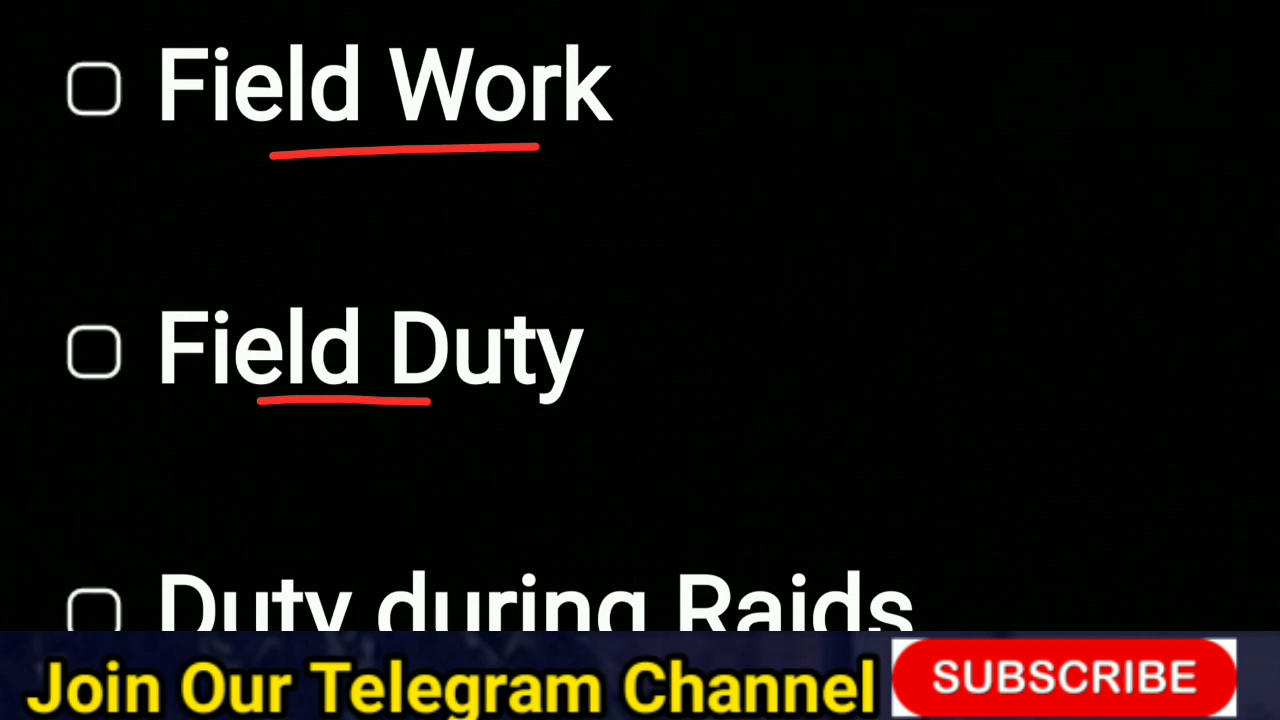 Field Work
Field Duty
Duty during Raids
Join Our Telegram Channel
SUBSCRIBE